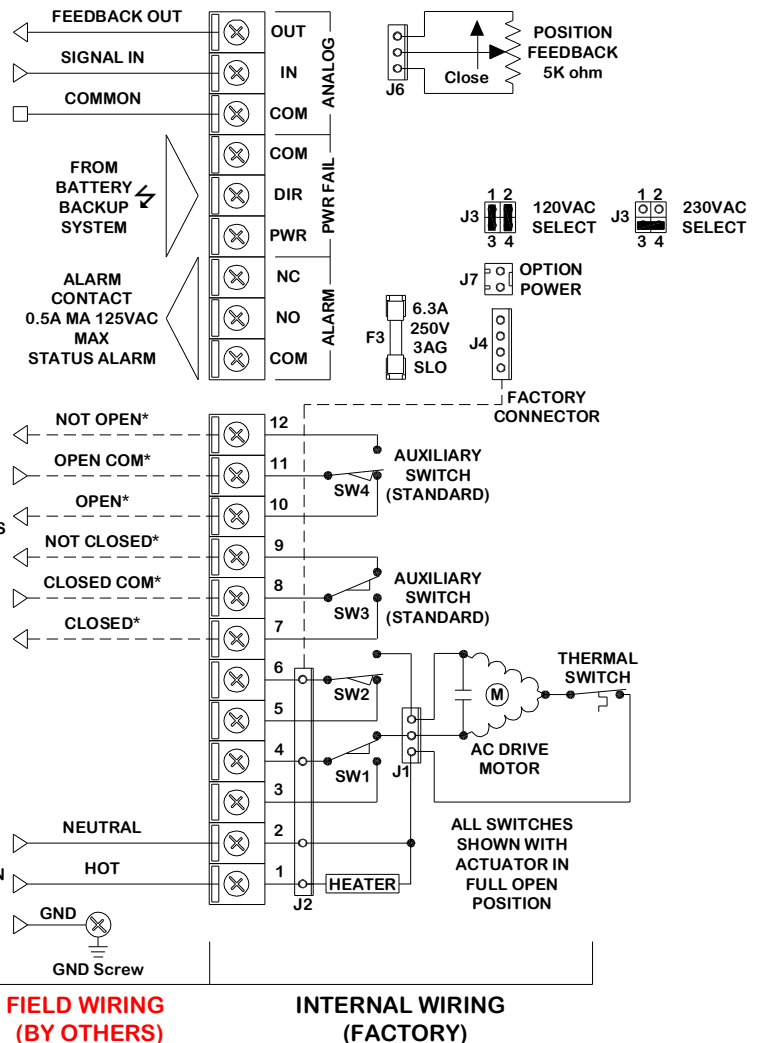 FEEDBACK OUT
OUT
SIGNAL IN
IN
COMMON
COM
ANALOG
J6
Close
POSITION
FEEDBACK
5K ohm
FROM
BATTERY
BACKUP
SYSTEM
COM
DIR
PWR
PWR FAIL
1 2
J3
3 4
120VAC
SELECT
1 2
J3
3 4
230VAC
SELECT
J7
OPTION
POWER
ALARM
CONTACT
0.5A MA 125VAC
MAX
STATUS ALARM
NC
NO
COM
ALARM
F3
6.3A
250V
3AG
SLO
J4
FACTORY
CONNECTOR
NOT OPEN*
12
OPEN COM*
11
OPEN*
10
SW4
AUXILIARY
SWITCH
(STANDARD)
S
NOT CLOSED*
9
CLOSED COM*
8
CLOSED*
7
SW3
AUXILIARY
SWITCH
(STANDARD)
6
SW2
5
4
SW1
3
J1
M
AC DRIVE
MOTOR
THERMAL
SWITCH
NEUTRAL
2
N
HOT
1
HEATER
J2
ALL SWITCHES
SHOWN WITH
ACTUATOR IN
FULL OPEN
POSITION
GND
GND Screw
FIELD WIRING
(BY OTHERS)
INTERNAL WIRING
(FACTORY)